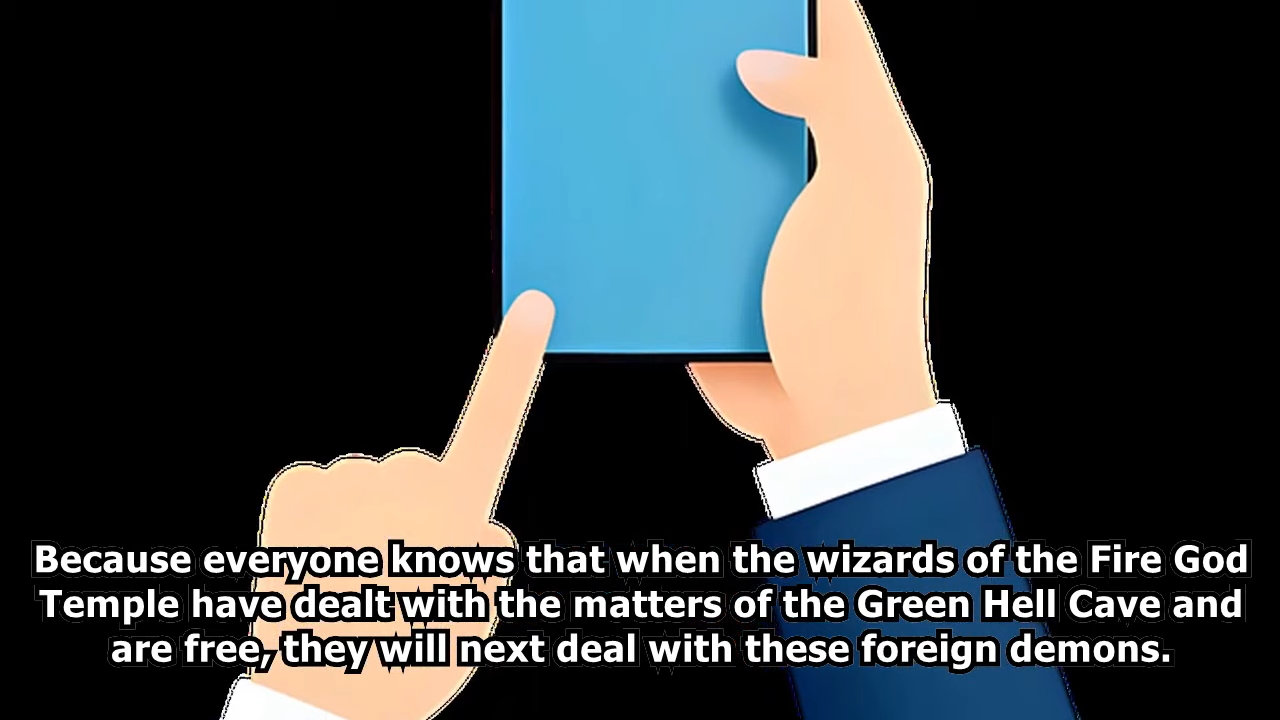 Because everyone knows that when the wizards of the Fire God
Temple have dealt with the matters of the Green Hell Cave and
are free, they will next deal with these foreign demons.